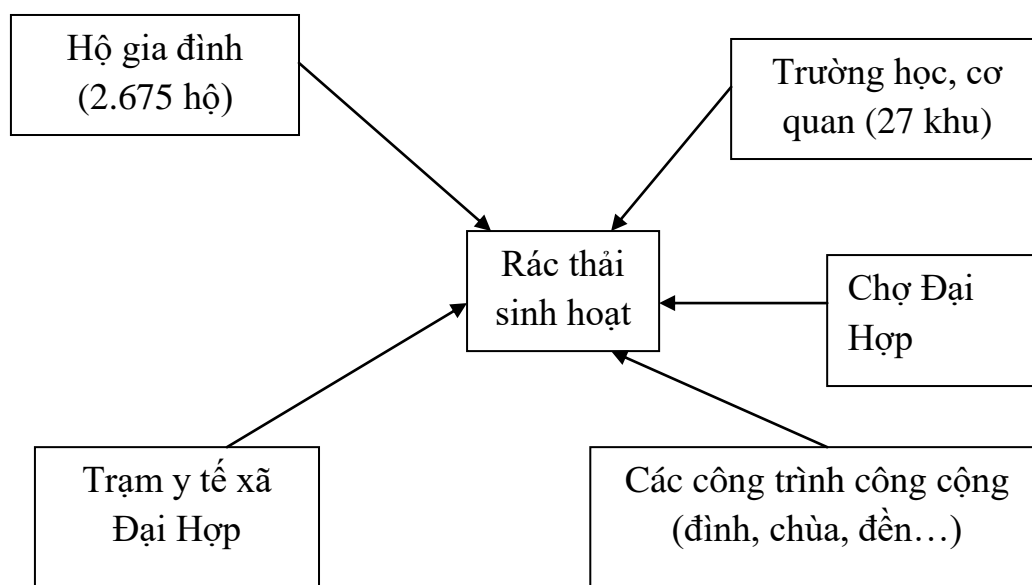 Hộ gia đình
(2.675 hộ)
Trường học, cơ
quan (27 khu)
Rác thải
sinh hoạt
Chợ Đại
Hợp
Trạm y tế xã
Đại Hợp
Các công trình công cộng
(đình, chùa, đền…)